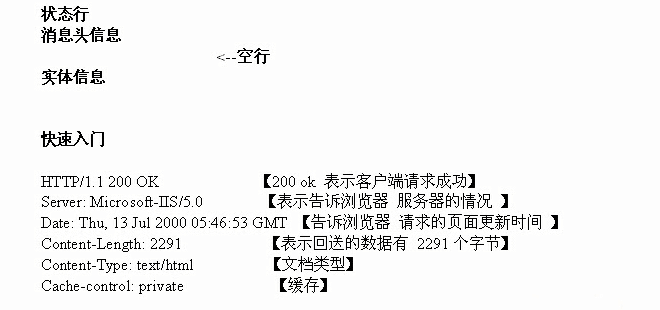 状态行
消息头信息
<--空行
实体信息
快速入门
HTTP/1.1 200 OK 【200 ok 表示客户端请求成功】
Server: Microsoft-IIS/5.0 【表示告诉浏览器 服务器的情况 】
Date: Thu, 13 Jul 2000 05:46:53 GMT 【告诉浏览器 请求的页面更新时间 】
Content-Length: 2291 【表示回送的数据有 2291个字节】
Content-Type: text/html 【文档类型】
Cache-control: private 【缓存】